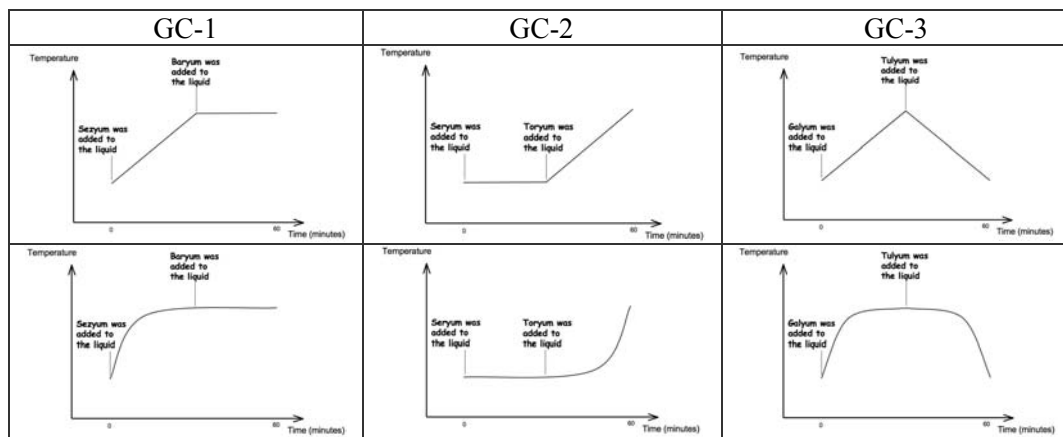 GC-1
GC-2
GC-3
Temperature
Baryum was
added to
the liquid
Sezyum was
added to
the liquid
0
60
Time (minutes)
Temperature
Seryum was
added to
the liquid
Toryum was
added to
the liquid
0
60
Time (minutes)
Temperature
Tulyum was
added to
the liquid
Galyum was
added to
the liquid
0
60
Time (minutes)
Temperature
Baryum was
added to
the liquid
Sezyum was
added to
the liquid
0
60
Time (minutes)
Temperature
Seryum was
added to
the liquid
Toryum was
added to
the liquid
0
60
Time (minutes)
Temperature
Tulyum was
added to
the liquid
Galyum was
added to
the liquid
0
60
Time (minutes)